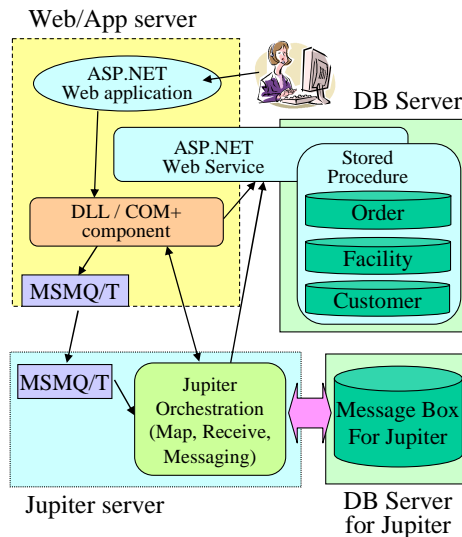 Web/App server
ASP.NET
Web application
DB Server
ASP.NET
Web Service
Stored
Procedure
Order
Facility
Customer
DLL / COM+
component
MSMQ/T
MSMQ/T
Jupiter
Orchestration
(Map, Receive,
Messaging)
Message Box
For Jupiter
Jupiter server
DB Server
for Jupiter